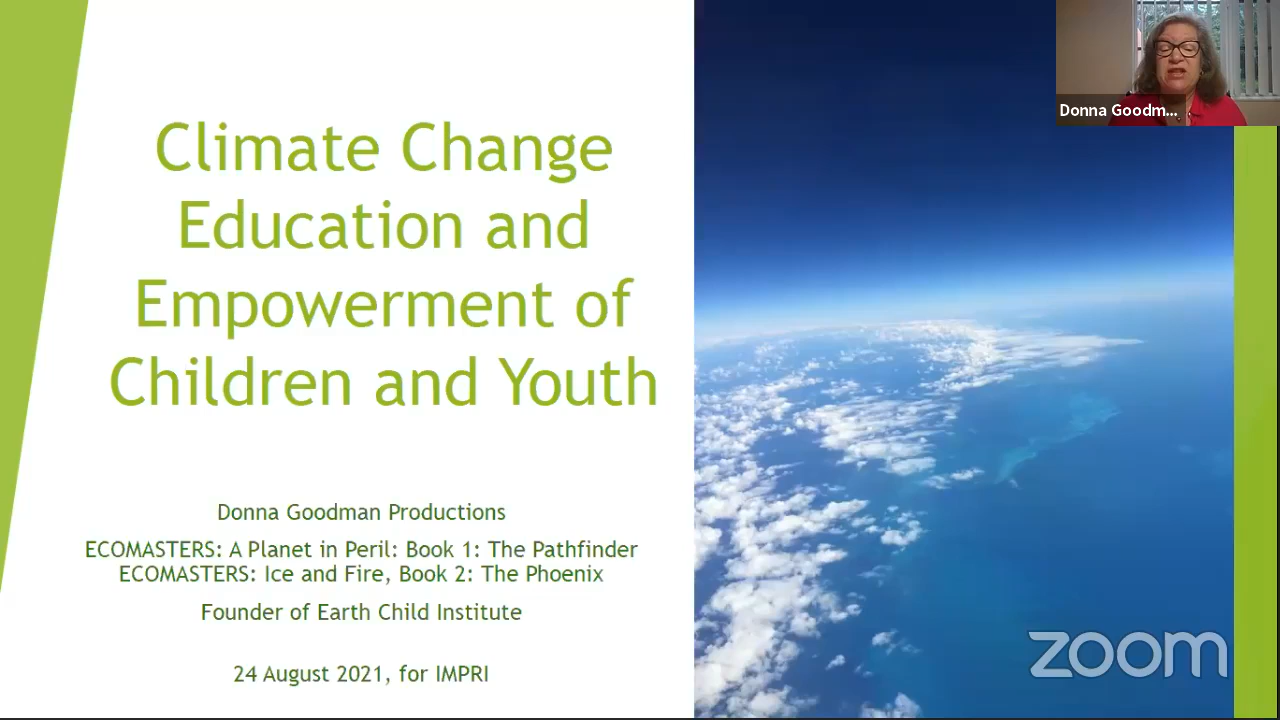 Climate Change
Education and
Empowerment of
Children and Youth
Donna Goodman Productions
ECOMASTERS: A Planet in Peril: Book 1: The Pathfinder
ECOMASTERS: Ice and Fire, Book 2: The Phoenix
Founder of Earth Child Institute
24 August 2021, for IMPRI
Donna Goodm...
zoom